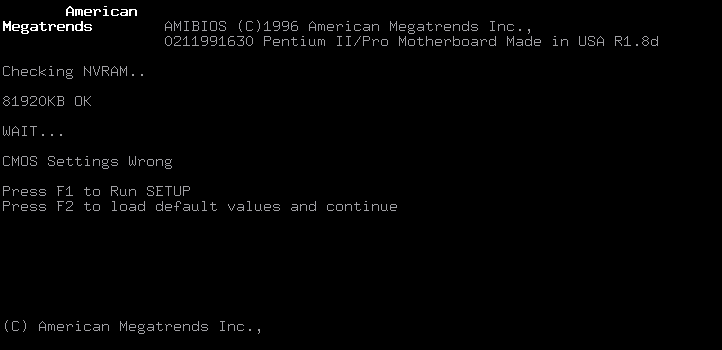 American
Megatrends AMIBIOS (C)1996 American Megatrends Inc.,
0211991630 Pentium II/Pro Motherboard Made in USA R1.8d
Checking NVRAM..
81920KB OK
WAIT...
CMOS Settings Wrong
Press F1 to Run SETUP
Press F2 to load default values and continue
(C) American Megatrends Inc.,